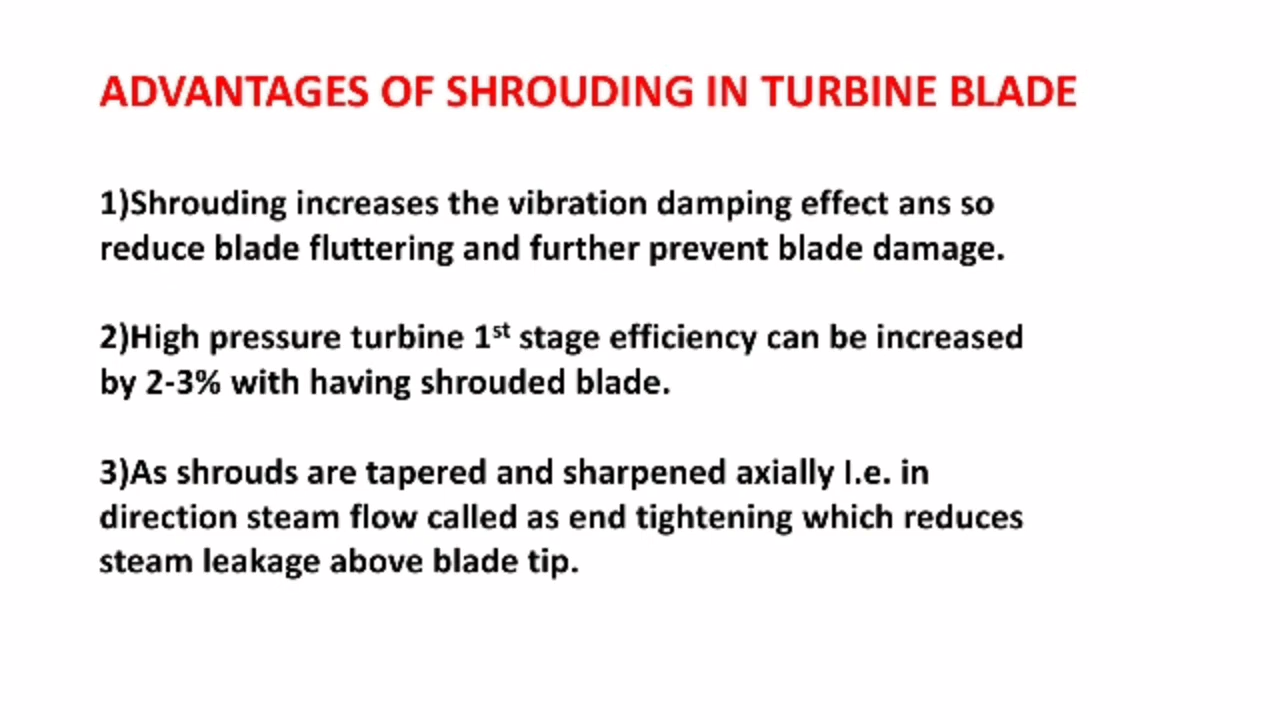 ADVANTAGES OF SHROUDING IN TURBINE BLADE
1)Shrouding increases the vibration damping effect ans so
reduce blade fluttering and further prevent blade damage.
2)High pressure turbine 1st stage efficiency can be increased
by 2-3% with having shrouded blade.
3)As shrouds are tapered and sharpened axially I.e. in
direction steam flow called as end tightening which reduces
steam leakage above blade tip.